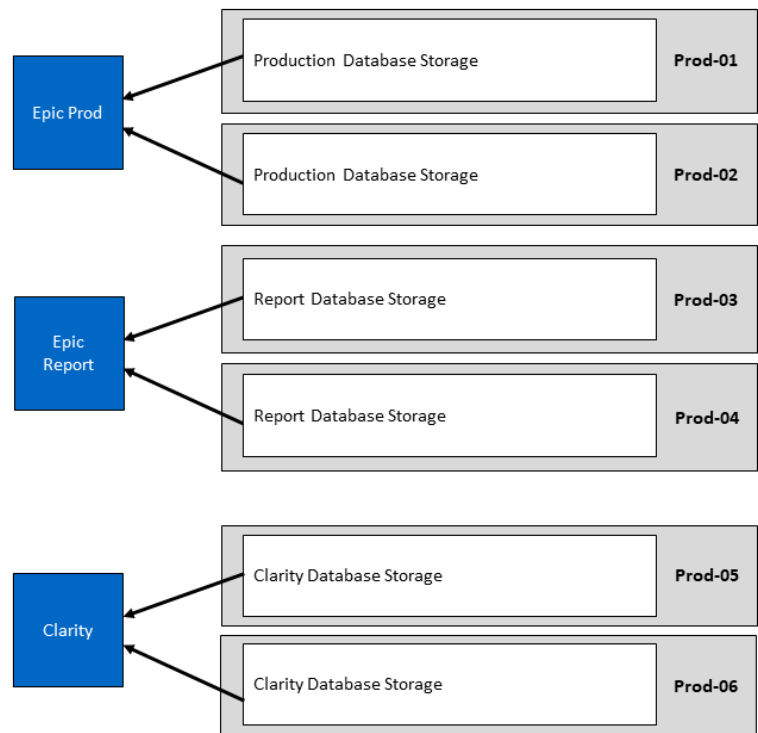 Production Database Storage
Prod-01
Epic Prod
Production Database Storage
Prod-02
Report Database Storage
Prod-03
Epic
Report
Report Database Storage
Prod-04
Clarity Database Storage
Prod-05
Clarity
Clarity Database Storage
Prod-06